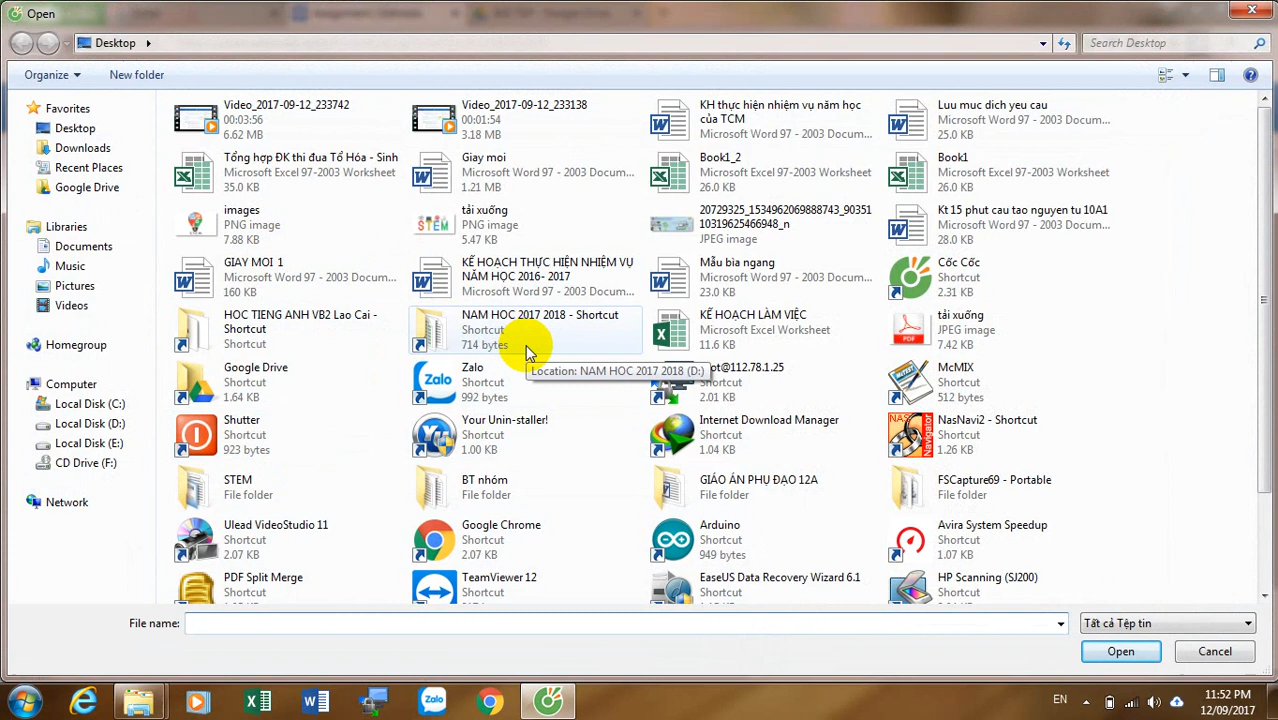 Open
Desktop
Search Desktop
Organize
New folder
Favorites
Desktop
Downloads
Recent Places
Google Drive
Libraries
Documents
Music
Pictures
Videos
Homegroup
Computer
Local Disk (C:)
Local Disk (D:)
Local Disk (E:)
CD Drive (F:)
Network
Video_2017-09-12_233742
00:03:56
6.62 MB
Video_2017-09-12_233138
00:01:54
3.18 MB
KH thực hiện nhiệm vụ năm học
của TCM
Microsoft Word 97 - 2003 Docum...
Luu muc dich yeu cau
Microsoft Word 97 - 2003 Docum...
25.0 KB
Tổng hợp ĐK thi đua Tổ Hóa - Sinh
Microsoft Excel 97-2003 Worksheet
35.0 KB
Giay moi
Microsoft Word 97 - 2003 Docum...
1.21 MB
Book1_2
Microsoft Excel 97-2003 Worksheet
26.0 KB
Book1
Microsoft Excel 97-2003 Worksheet
26.0 KB
images
PNG image
7.88 KB
STEM
tải xuống
PNG image
5.47 KB
20729325_1534962069888743_90351
10319625466948_n
JPEG image
Kt 15 phut cau tao nguyen tu 10A1
Microsoft Word 97 - 2003 Docum...
28.0 KB
GIAY MOI 1
Microsoft Word 97 - 2003 Docum...
160 KB
KẾ HOẠCH THỰC HIỆN NHIỆM VỤ
NĂM HỌC 2016- 2017
Microsoft Word 97 - 2003 Docum...
Mẫu bia ngang
Microsoft Word 97 - 2003 Docum...
23.0 KB
Cốc Cốc
Shortcut
2.31 KB
HOC TIENG ANH VB2 Lao Cai -
Shortcut
Shortcut
NAM HOC 2017 2018 - Shortcut
Shortcut
714 bytes
KẾ HOẠCH LÀM VIỆC
Microsoft Excel Worksheet
11.6 KB
tải xuống
JPEG image
7.42 KB
Location: NAM HOC 2017 2018 (D:)
Google Drive
Shortcut
1.64 KB
Zalo
Zalo
Shortcut
992 bytes
ot@112.78.1.25
Shortcut
2.01 KB
McMIX
Shortcut
512 bytes
Shutter
Shortcut
923 bytes
Your Unin-staller!
Shortcut
1.00 KB
Internet Download Manager
Shortcut
1.04 KB
NasNavi2 - Shortcut
Shortcut
1.26 KB
STEM
File folder
BT nhóm
File folder
GIÁO ÁN PHỤ ĐẠO 12A
File folder
FSCapture69 - Portable
File folder
Ulead VideoStudio 11
Shortcut
2.07 KB
Google Chrome
Shortcut
2.07 KB
Arduino
Shortcut
949 bytes
Avira System Speedup
Shortcut
1.07 KB
PDF Split Merge
Shortcut
TeamViewer 12
Shortcut
EaseUS Data Recovery Wizard 6.1
Shortcut
HP Scanning (SJ200)
Shortcut
File name:
Tất cả Tệp tin
Open
Cancel
Zalo
EN
11:52 PM
12/09/2017